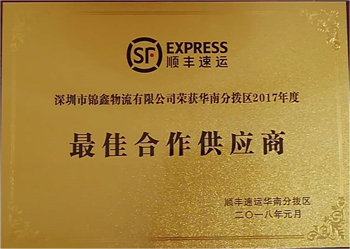 SF EXPRESS
顺丰速运
深圳市锦鑫物流有限公司荣获华南分拨区2017年度
最佳合作供应商
顺丰速运华南分拨区
二〇一八年元月